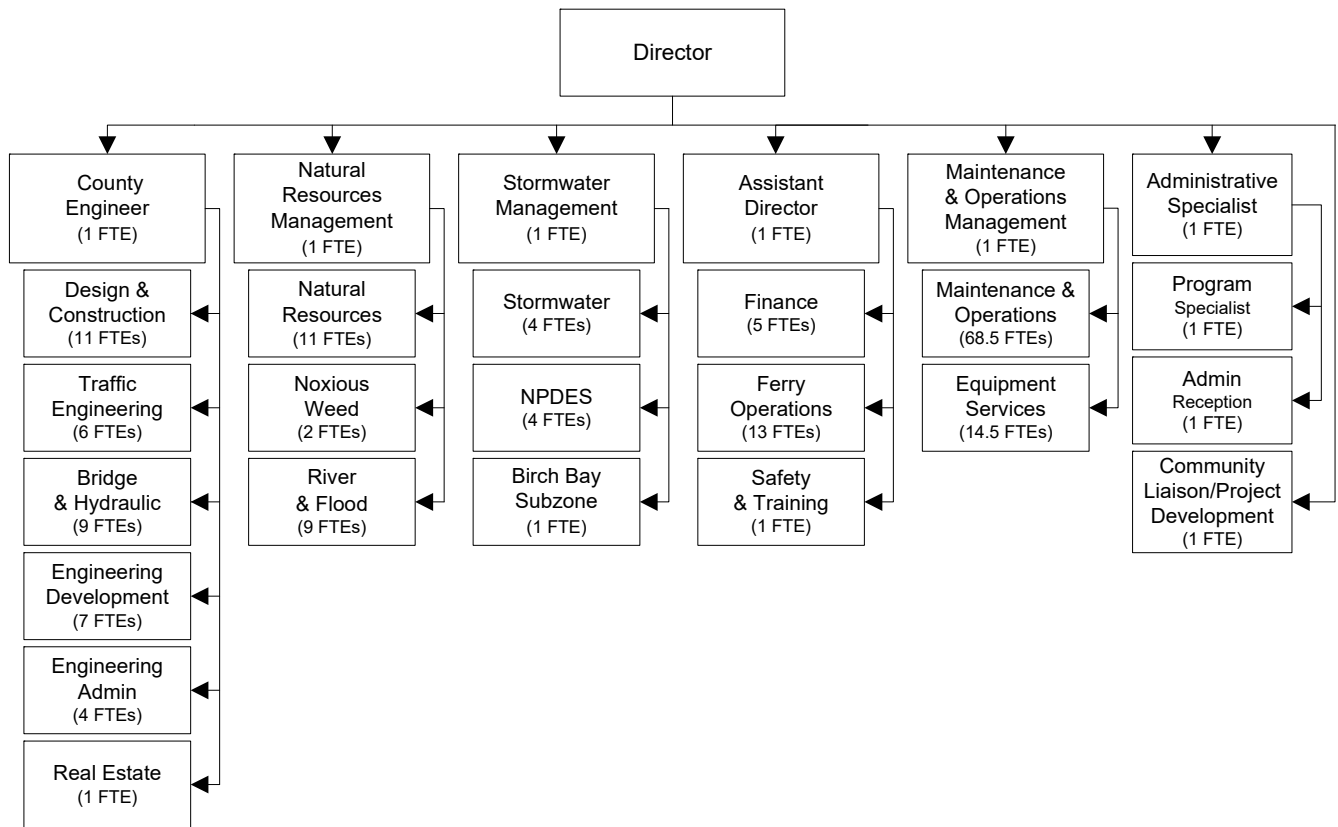 Director
County
Engineer
(1 FTE)
Design &
Construction
(11 FTEs)
Traffic
Engineering
(6 FTEs)
Bridge
& Hydraulic
(9 FTEs)
Engineering
Development
(7 FTEs)
Engineering
Admin
(4 FTEs)
Real Estate
(1 FTE)
Natural
Resources
Management
(1 FTE)
Natural
Resources
(11 FTEs)
Noxious
Weed
(2 FTEs)
River
& Flood
(9 FTEs)
Stormwater
Management
(1 FTE)
Stormwater
(4 FTEs)
NPDES
(4 FTEs)
Birch Bay
Subzone
(1 FTE)
Assistant
Director
(1 FTE)
Finance
(5 FTEs)
Ferry
Operations
(13 FTEs)
Safety
& Training
(1 FTE)
Maintenance
& Operations
Management
(1 FTE)
Maintenance &
Operations
(68.5 FTEs)
Equipment
Services
(14.5 FTEs)
Administrative
Specialist
(1 FTE)
Program
Specialist
(1 FTE)
Admin
Reception
(1 FTE)
Community
Liaison/Project
Development
(1 FTE)